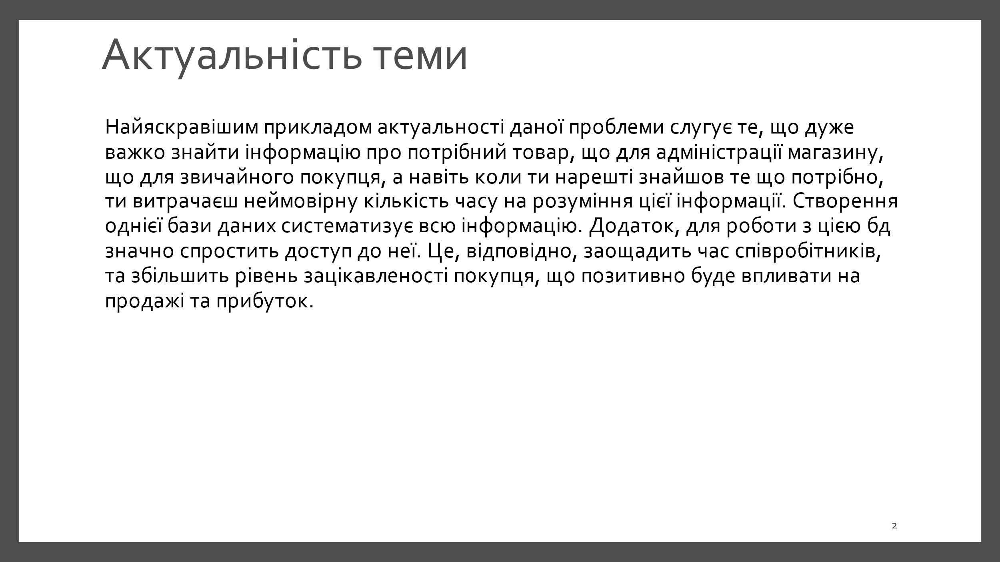 Актуальність теми
Найяскравішим прикладом актуальності даної проблеми слугує те, що дуже
важко знайти інформацію про потрібний товар, що для адміністрації магазину,
що для звичайного покупця, а навіть коли ти нарешті знайшов те що потрібно,
ти витрачаєш неймовірну кількість часу на розуміння цієї інформації. Створення
однієї бази даних систематизує всю інформацію. Додаток, для роботи з цією бд
значно спростить доступ до неї. Це, відповідно, заощадить час співробітників,
та збільшить рівень зацікавленості покупця, що позитивно буде впливати на
продажі та прибуток.
2